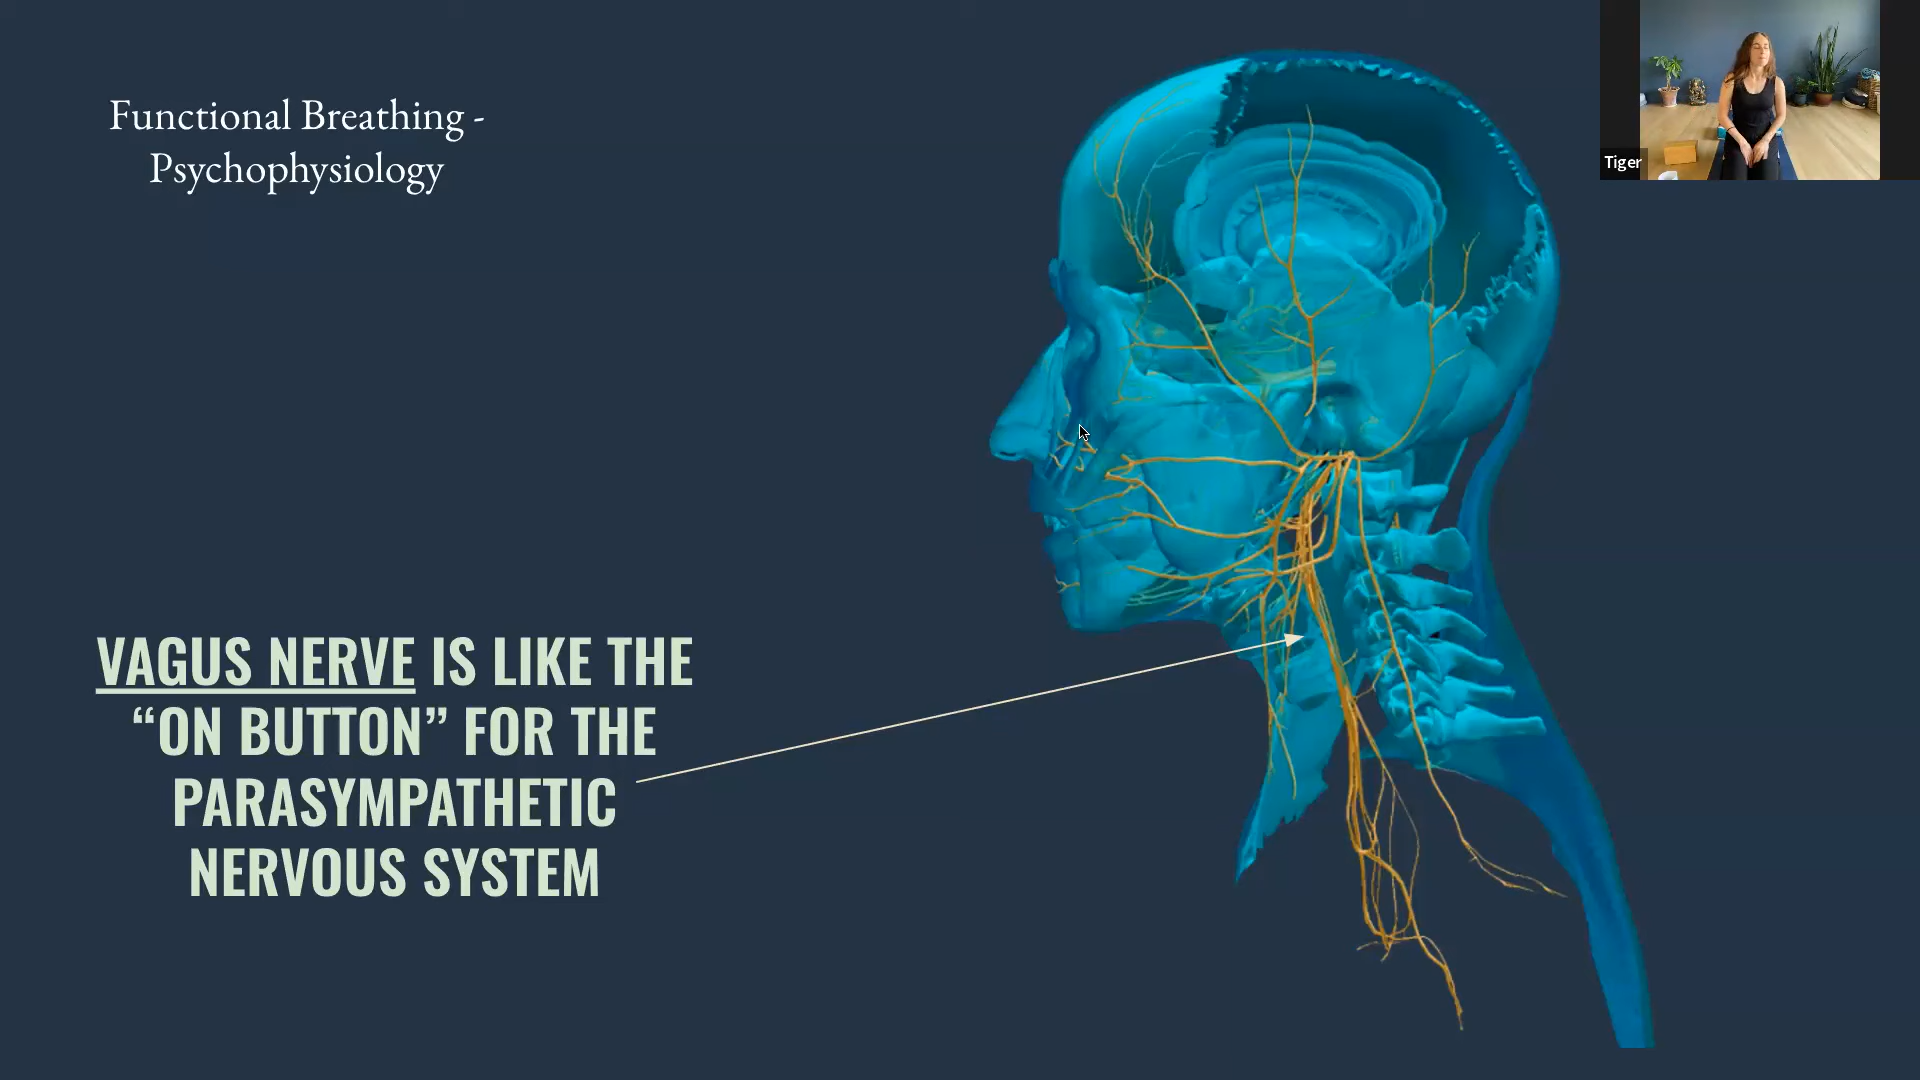 Functional Breathing -
Psychophysiology
Tiger
VAGUS NERVE IS LIKE THE
“ON BUTTON” FOR THE
PARASYMPATHETIC
NERVOUS SYSTEM